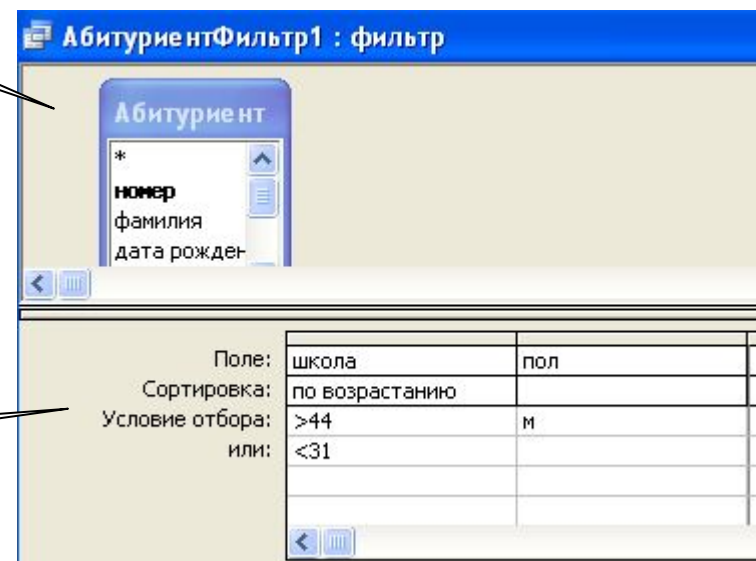 АбитуриентФильтр1 : фильтр
Абитуриент
*
номер
фамилия
дата рожден
Поле: школа пол
Сортировка: по возрастанию
Условие отбора: >44 м
или: <31